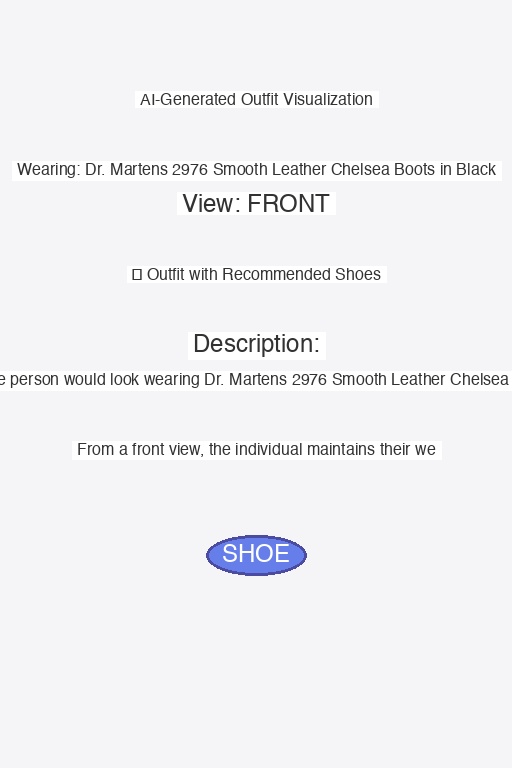 AI-Generated Outfit Visualization
Wearing: Dr. Martens 2976 Smooth Leather Chelsea Boots in Black
View: FRONT
Outfit with Recommended Shoes
Description:
e person would look wearing Dr. Martens 2976 Smooth Leather Chelsea
From a front view, the individual maintains their we
SHOE